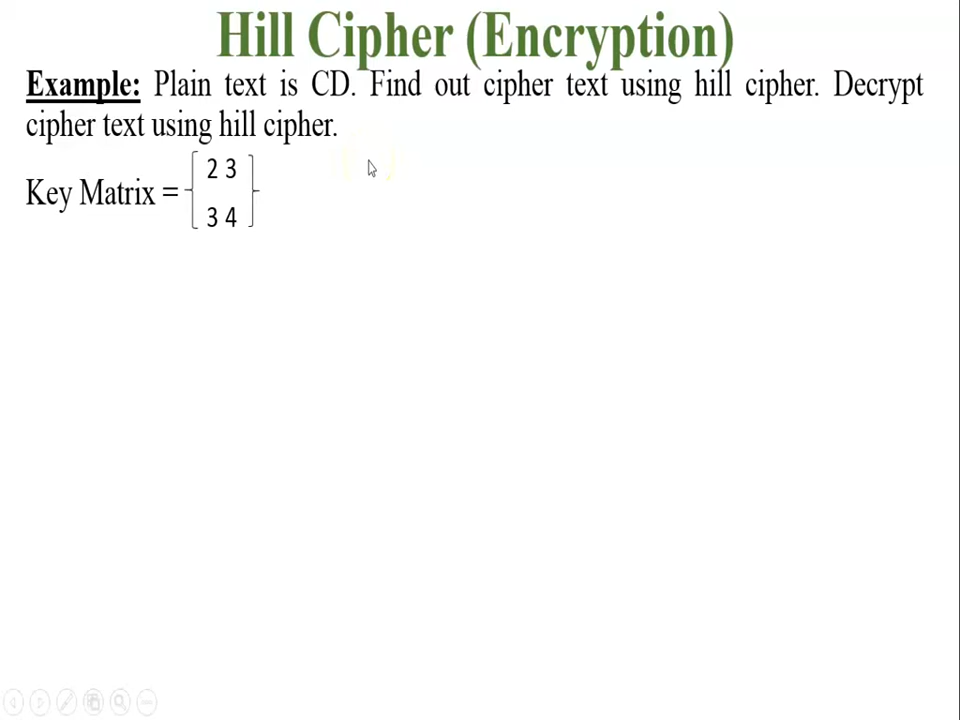 Hill Cipher (Encryption)
Example: Plain text is CD. Find out cipher text using hill cipher. Decrypt
cipher text using hill cipher.
Key Matrix =
2 3
3 4